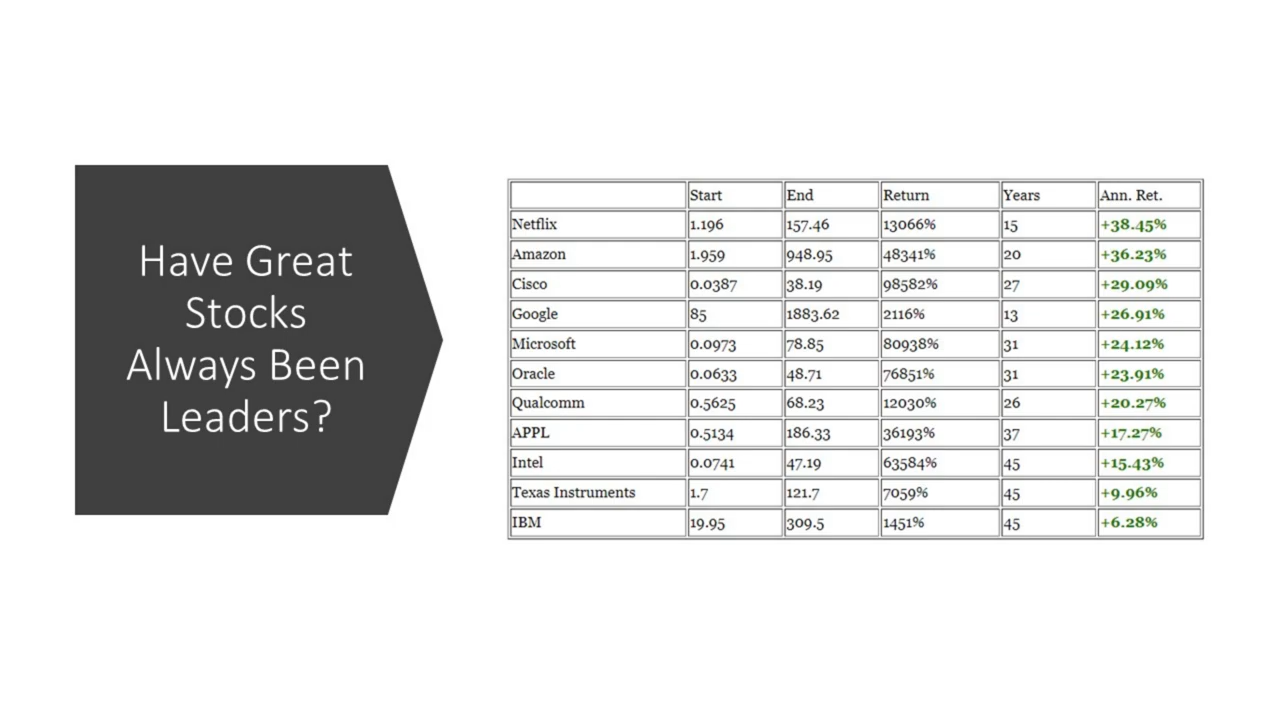 Have Great
Stocks
Always Been
Leaders?
Start End Return Years Ann. Ret.
Netflix 1.196 157.46 13066% 15 +38.45%
Amazon 1.959 948.95 48341% 20 +36.23%
Cisco 0.0387 38.19 98582% 27 +29.09%
Google 85 1883.62 2116% 13 +26.91%
Microsoft 0.0973 78.85 80938% 31 +24.12%
Oracle 0.0633 48.71 76851% 31 +23.91%
Qualcomm 0.5625 68.23 12030% 26 +20.27%
APPL 0.5134 186.33 36193% 37 +17.27%
Intel 0.0741 47.19 63584% 45 +15.43%
Texas Instruments 1.7 121.7 7059% 45 +9.96%
IBM 19.95 309.5 1451% 45 +6.28%